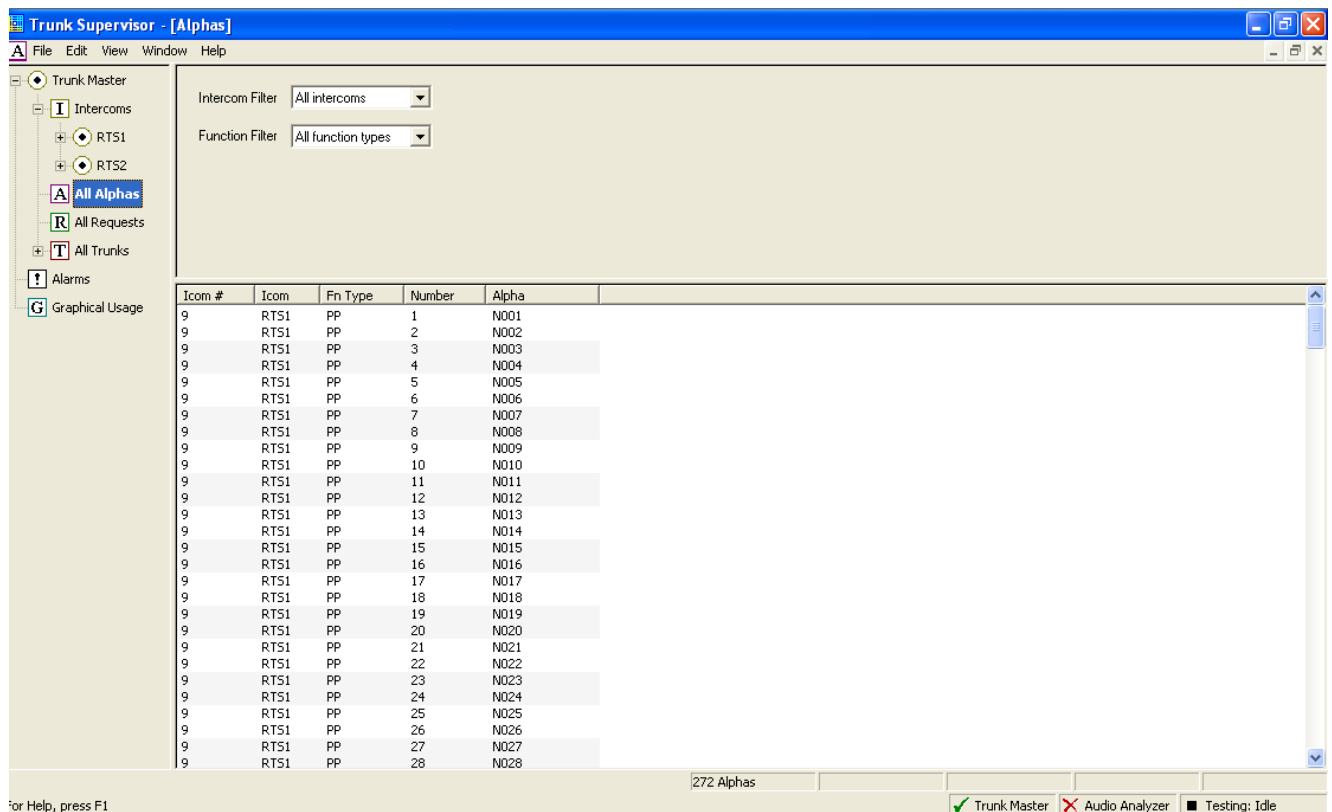 Trunk Supervisor - [Alphas]
A File Edit View Window Help
Trunk Master
I Intercoms
RTS1
RTS2
A All Alphas
R All Requests
T All Trunks
! Alarms
G Graphical Usage
Intercom Filter All intercoms
Function Filter All function types
Icom # Icom Fn Type Number Alpha
9 RTS1 PP 1 N001
9 RTS1 PP 2 N002
9 RTS1 PP 3 N003
9 RTS1 PP 4 N004
9 RTS1 PP 5 N005
9 RTS1 PP 6 N006
9 RTS1 PP 7 N007
9 RTS1 PP 8 N008
9 RTS1 PP 9 N009
9 RTS1 PP 10 N010
9 RTS1 PP 11 N011
9 RTS1 PP 12 N012
9 RTS1 PP 13 N013
9 RTS1 PP 14 N014
9 RTS1 PP 15 N015
9 RTS1 PP 16 N016
9 RTS1 PP 17 N017
9 RTS1 PP 18 N018
9 RTS1 PP 19 N019
9 RTS1 PP 20 N020
9 RTS1 PP 21 N021
9 RTS1 PP 22 N022
9 RTS1 PP 23 N023
9 RTS1 PP 24 N024
9 RTS1 PP 25 N025
9 RTS1 PP 26 N026
9 RTS1 PP 27 N027
9 RTS1 PP 28 N028
272 Alphas
For Help, press F1 Trunk Master Audio Analyzer Testing: Idle